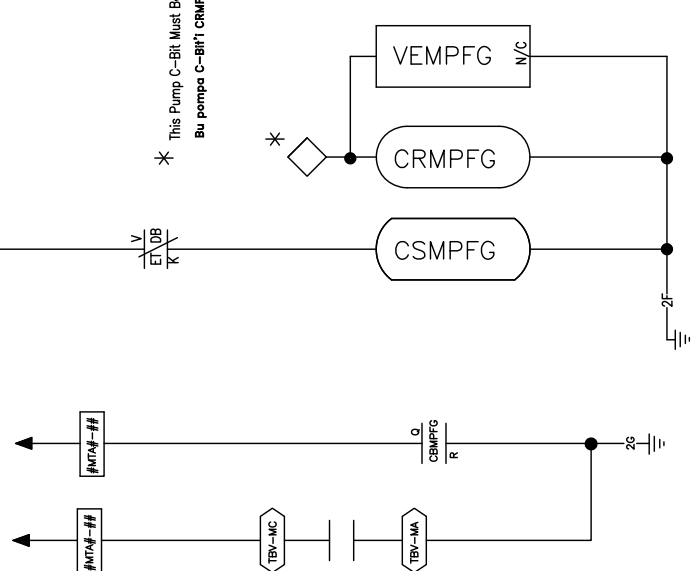 * This Pump C-Bit Must
Bu pompa C-Bit'i
VEMPFG
N/C
*
CRMPFG
V
ET DB
K
CSMPFG
2F
#MTA#-##
Q
CBMPFG
R
2G
#MTA#-##
TBV-MC
TBV-MA